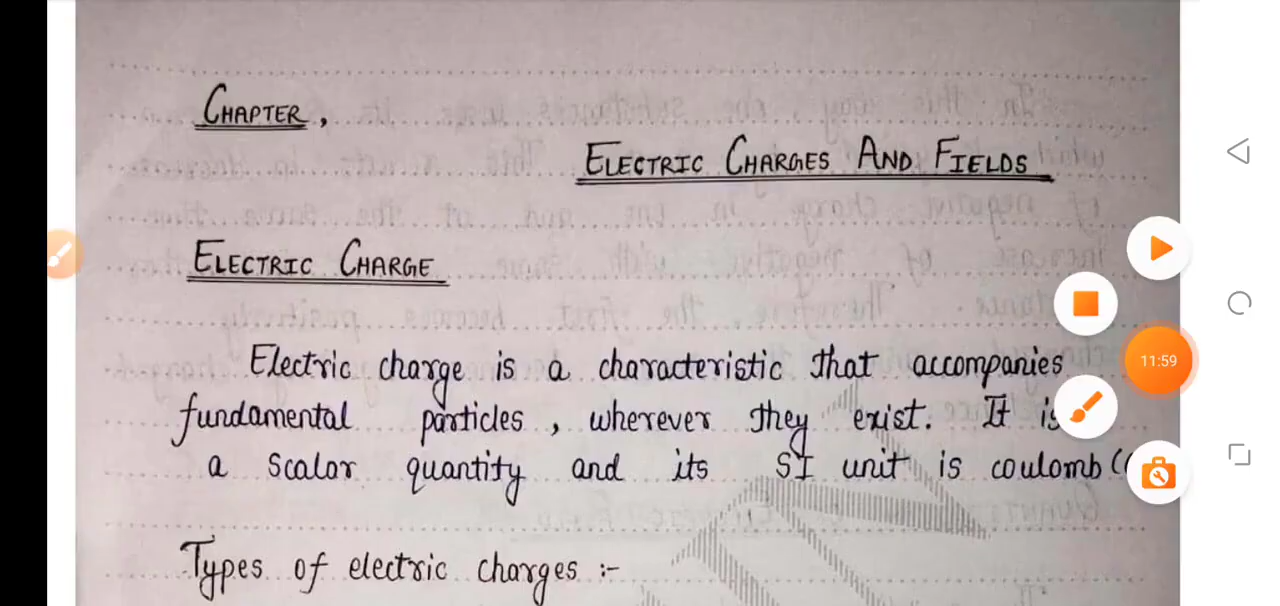 CHAPTER,
ELECTRIC CHARGES AND FIELDS
ELECTRIC CHARGE
Electric charge is a characteristic that accompanies
fundamental particles, wherever they exist. It is
a scalar quantity and its SI unit is coulomb (
11:59
Types of electric charges :-